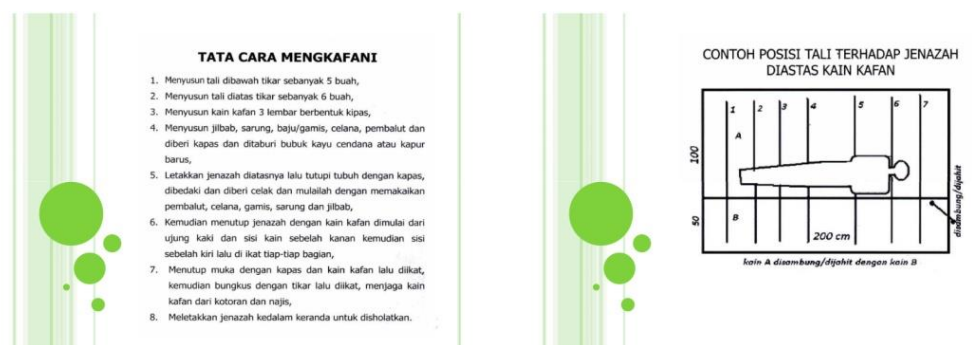 TATA CARA MENGKAFANI
1. Menyusun tali dibawah tikar sebanyak 5 buah,
2. Menyusun tali diatas tikar sebanyak 6 buah,
3. Menyusun kain kafan 3 lembar berbentuk kipas,
4. Menyusun jilbab, sarung, baju/gamis, celana, pembalut dan
diberi kapas dan ditaburi bubuk kayu cendana atau kapur
barus,
5. Letakkan jenazah diatasnya lalu tutupi tubuh dengan kapas,
dibedaki dan diberi celak dan mulailah dengan memakaikan
pembalut, celana, gamis, sarung dan jilbab,
6. Kemudian menutup jenazah dengan kain kafan dimulai dari
ujung kaki dan sisi kain sebelah kanan kemudian sisi
sebelah kiri lalu di ikat tiap-tiap bagian,
7. Menutup muka dengan kapas dan kain kafan lalu diikat,
kemudian bungkus dengan tikar lalu diikat, menjaga kain
kafan dari kotoran dan najis,
8. Meletakkan jenazah kedalam keranda untuk disholatkan.
CONTOH POSISI TALI TERHADAP JENAZAH
DIASTAS KAIN KAFAN
1 2 3 4 5 6 7
A
100
B
50
200 cm
disambung/dijahit
kain A disambung/dijahit dengan kain B